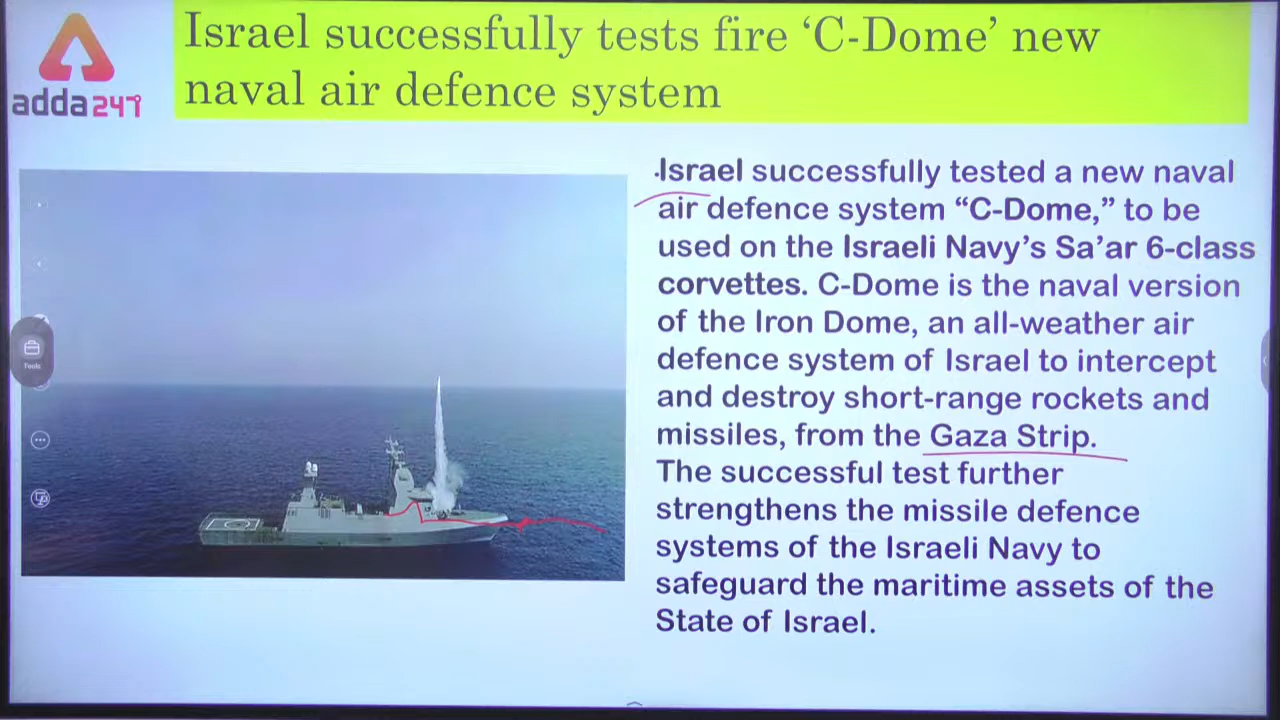 Israel successfully tests fire ‘C-Dome’ new
naval air defence system
adda247
.Israel successfully tested a new naval
air defence system “C-Dome,” to be
used on the Israeli Navy’s Sa’ar 6-class
corvettes. C-Dome is the naval version
of the Iron Dome, an all-weather air
defence system of Israel to intercept
and destroy short-range rockets and
missiles, from the Gaza Strip.
The successful test further
strengthens the missile defence
systems of the Israeli Navy to
safeguard the maritime assets of the
State of Israel.
Tools